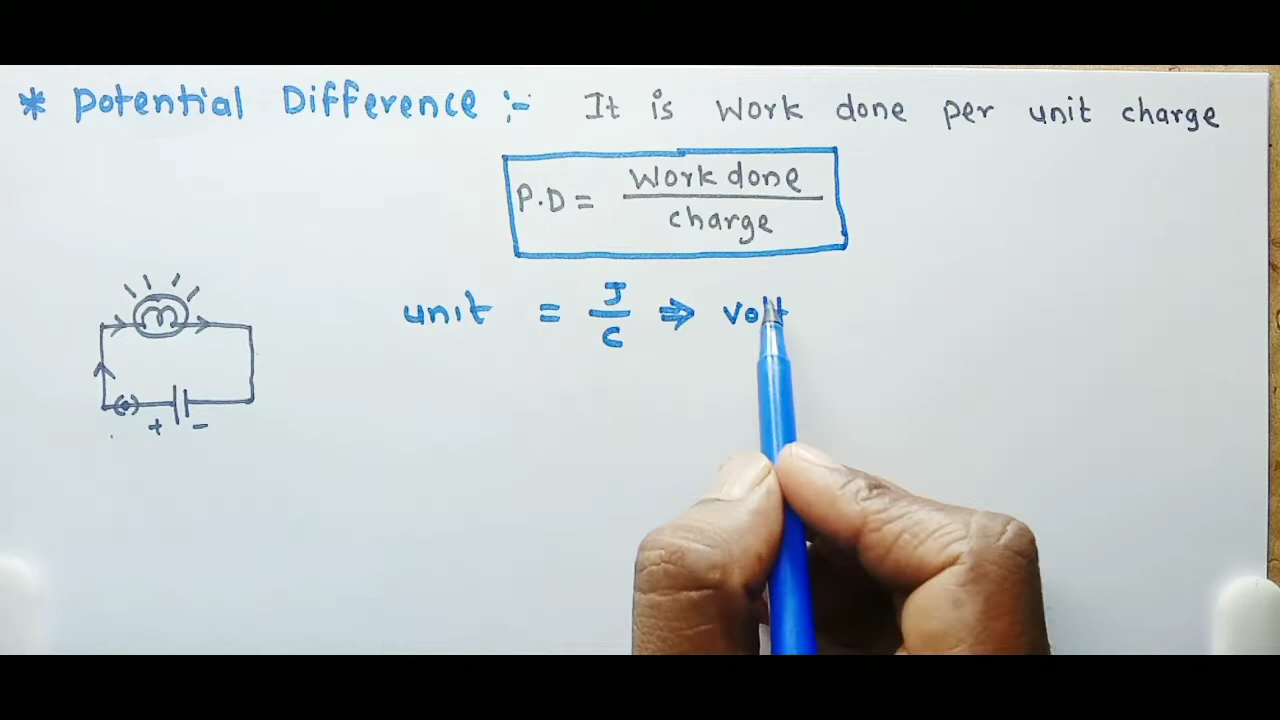 * Potential Difference :- It is Work done per unit charge
P.D = Work done
charge
unit = J
C
⇒ volt
+ -